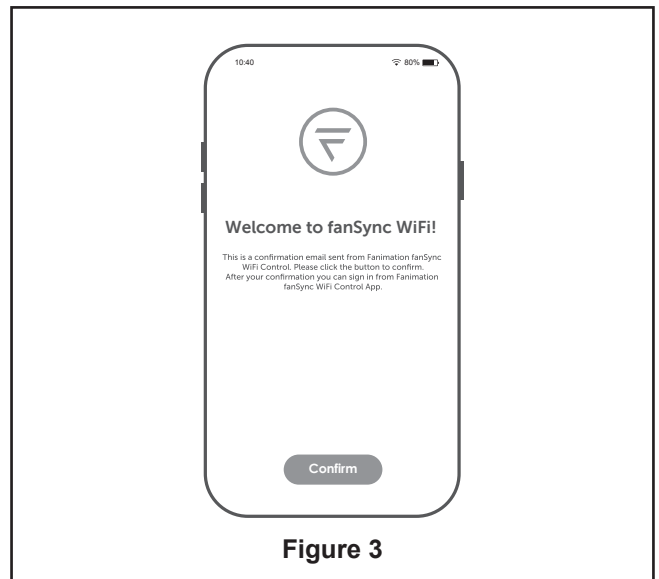 10:40 80%
Welcome to fanSync WiFi!
This is a confirmation email sent from Fanimation fanSync
WiFi Control. Please click the button to confirm.
After your confirmation you can sign in from Fanimation
fanSync WiFi Control App.
Confirm
Figure 3